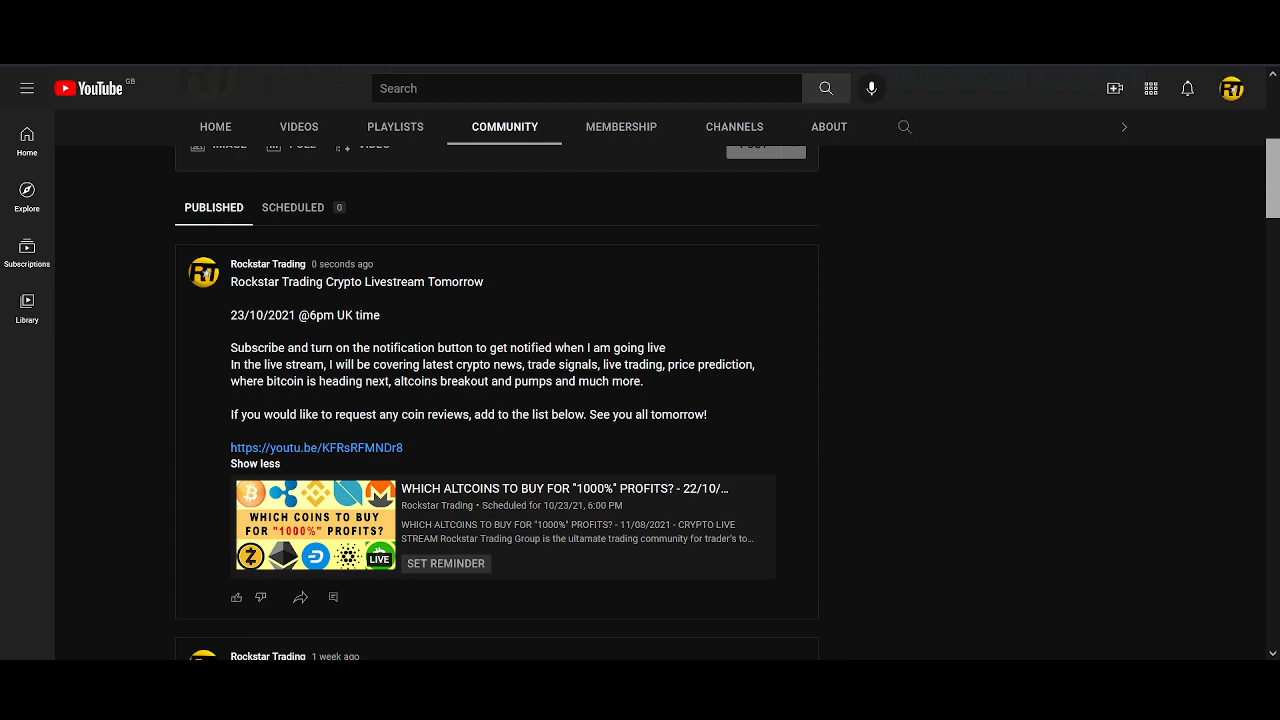 YouTube GB
Search
HOME VIDEOS PLAYLISTS COMMUNITY MEMBERSHIP CHANNELS ABOUT
Home
Explore
Subscriptions
Library
IMAGE POLL VIDEO POST
PUBLISHED SCHEDULED 0
Rockstar Trading 0 seconds ago
Rockstar Trading Crypto Livestream Tomorrow
23/10/2021 @6pm UK time
Subscribe and turn on the notification button to get notified when I am going live
In the live stream, I will be covering latest crypto news, trade signals, live trading, price prediction,
where bitcoin is heading next, altcoins breakout and pumps and much more.
If you would like to request any coin reviews, add to the list below. See you all tomorrow!
https://youtu.be/KFRsRFMNDr8
Show less
WHICH COINS TO BUY
FOR "1000%" PROFITS?
LIVE
WHICH ALTCOINS TO BUY FOR "1000%" PROFITS? - 22/10/...
Rockstar Trading • Scheduled for 10/23/21, 6:00 PM
WHICH ALTCOINS TO BUY FOR "1000%" PROFITS? - 11/08/2021 - CRYPTO LIVE
STREAM Rockstar Trading Group is the ultamate trading community for trader's to...
SET REMINDER
Rockstar Trading 1 week ago